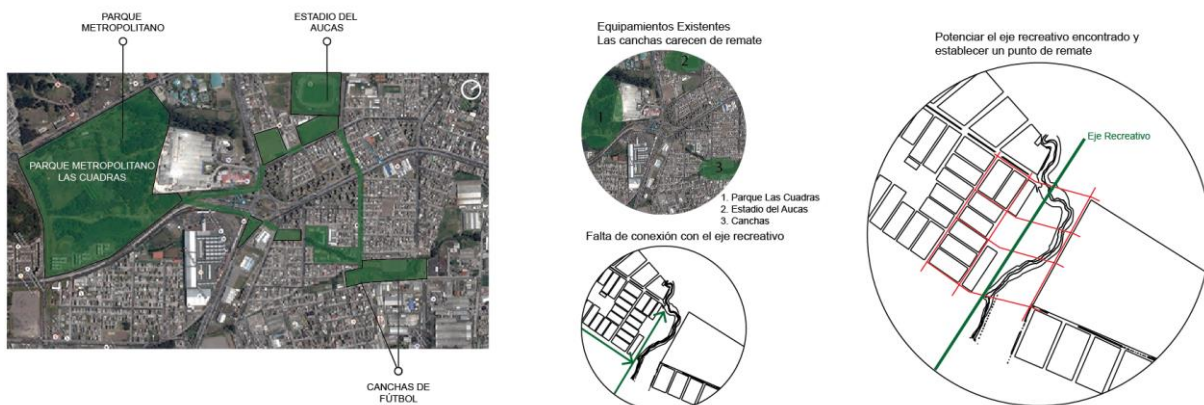 PARQUE
METROPOLITANO
ESTADIO DEL
AUCAS
PARQUE METROPOLITANO
LAS CUADRAS
CANCHAS DE
FÚTBOL
Equipamientos Existentes
Las canchas carecen de remate
1
2
3
1. Parque Las Cuadras
2. Estadio del Aucas
3. Canchas
Falta de conexión con el eje recreativo
Potenciar el eje recreativo encontrado y
establecer un punto de remate
Eje Recreativo